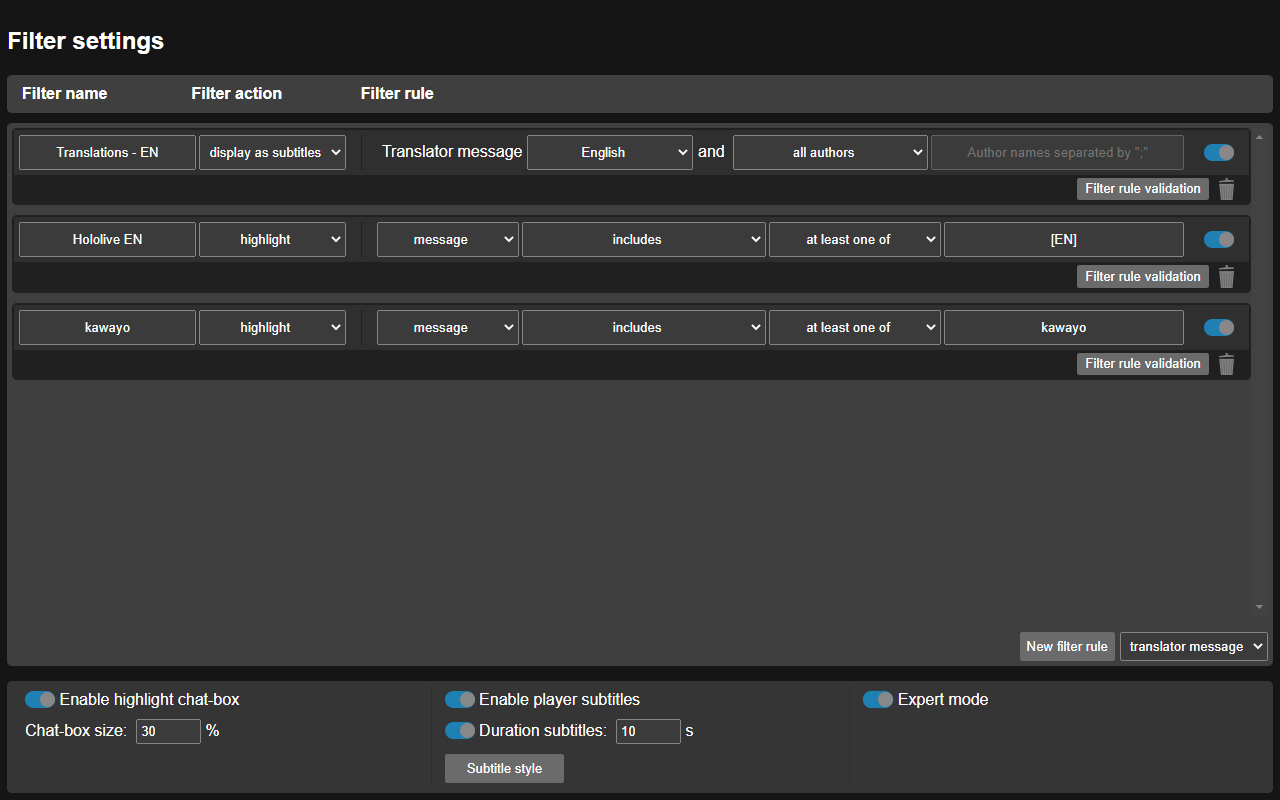 Filter settings
Filter name Filter action Filter rule
Translations - EN display as subtitles Translator message English and all authors Author names separated by ";"
Filter rule validation
Hololive EN highlight message includes at least one of [EN]
Filter rule validation
kawayo highlight message includes at least one of kawayo
Filter rule validation
New filter rule translator message
Enable highlight chat-box Enable player subtitles Expert mode
Chat-box size: 30 % Duration subtitles: 10 s
Subtitle style